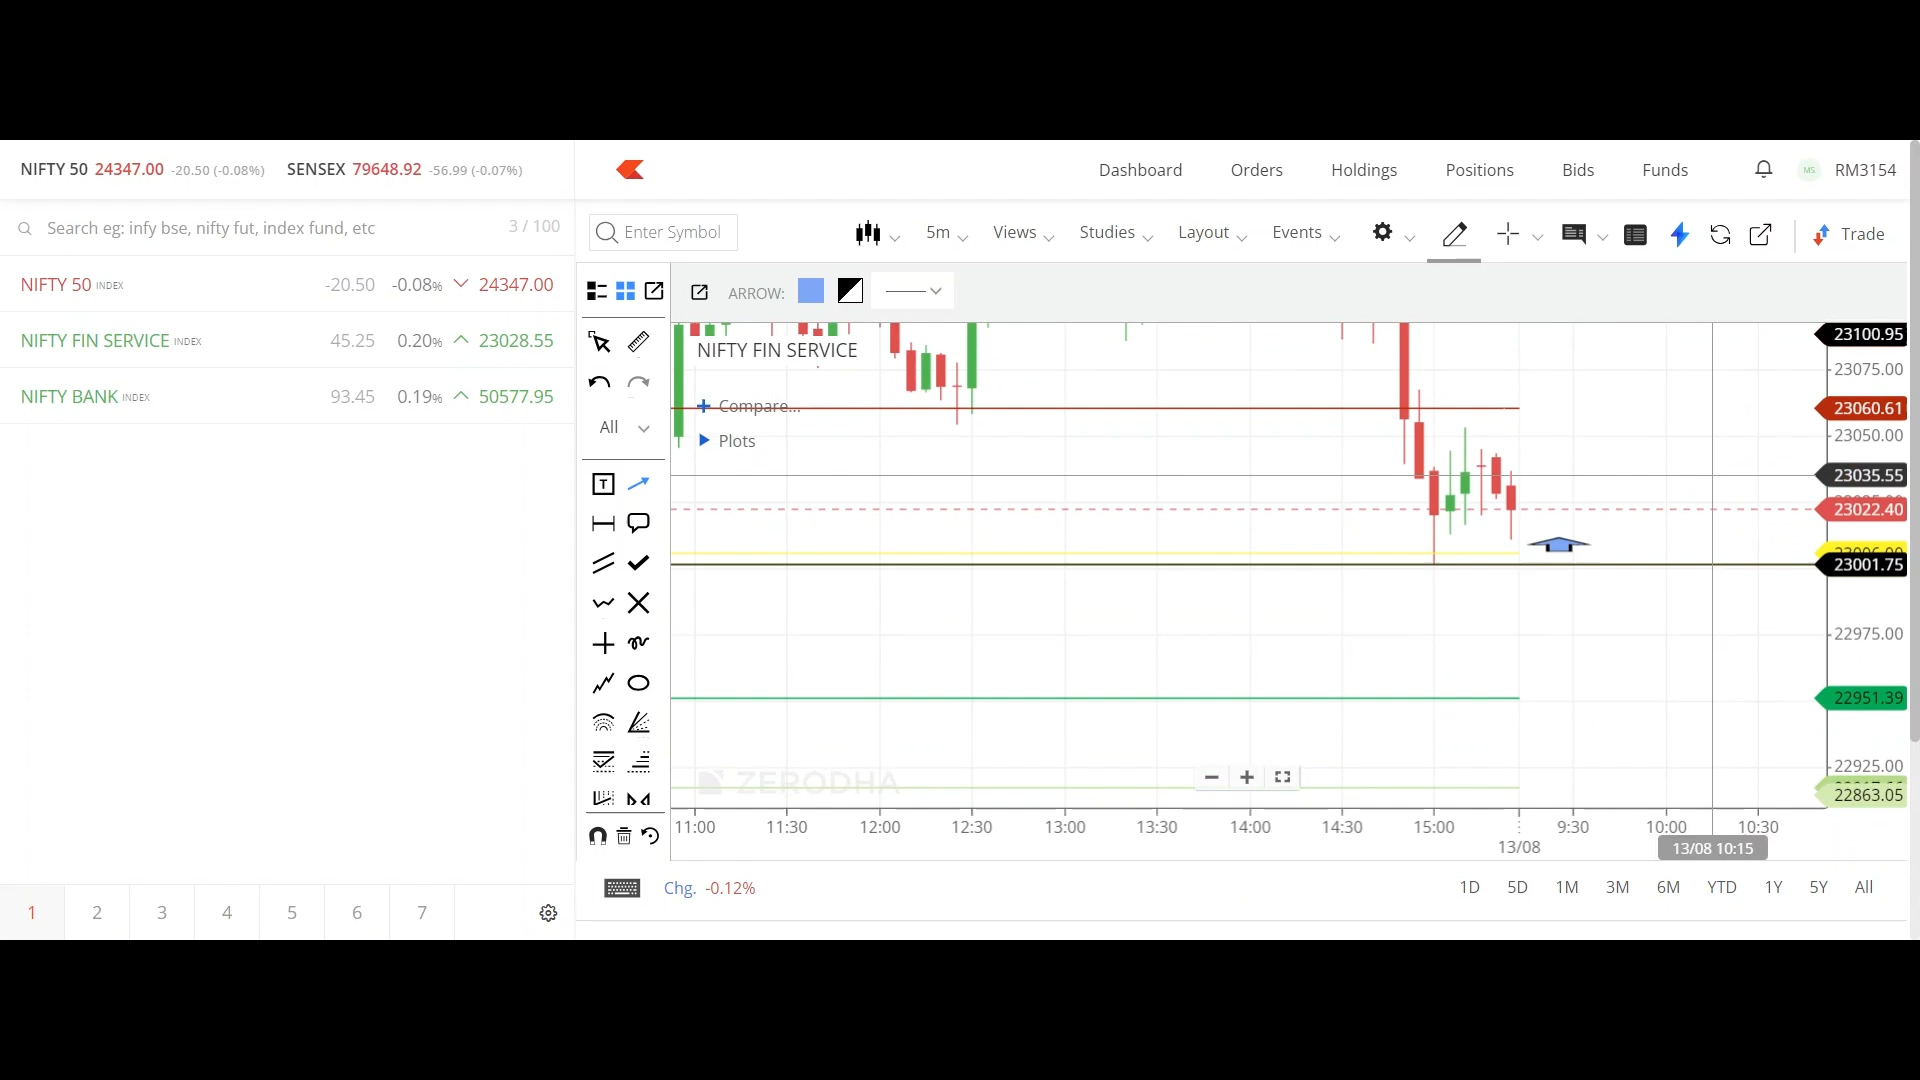 NIFTY 50 24347.00 -20.50 (-0.08%) SENSEX 79648.92 -56.99 (-0.07%)
Dashboard Orders Holdings Positions Bids Funds MS RM3154
Search eg: infy bse, nifty fut, index fund, etc 3 / 100
Enter Symbol 5m Views Studies Layout Events Trade
NIFTY 50 INDEX -20.50 -0.08% 24347.00
NIFTY FIN SERVICE INDEX 45.25 0.20% 23028.55
NIFTY BANK INDEX 93.45 0.19% 50577.95
ARROW:
All
T
NIFTY FIN SERVICE
Compare...
Plots
23100.95
23075.00
23060.61
23050.00
23035.55
23022.40
23001.75
22975.00
22951.39
22925.00
22863.05
ZERODHA
11:00 11:30 12:00 12:30 13:00 13:30 14:00 14:30 15:00 9:30 10:00 10:30
13/08 13/08 10:15
Chg. -0.12% 1D 5D 1M 3M 6M YTD 1Y 5Y All
1 2 3 4 5 6 7